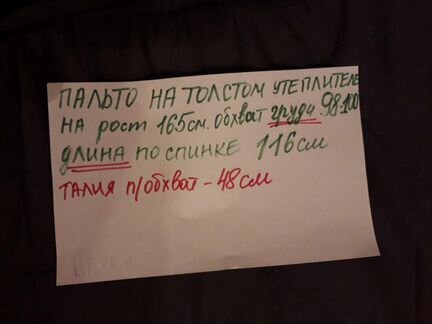 ПАЛЬТО НА ТОЛСТОМ УТЕПЛИТЕЛЕ
НА рост 165см. обхват груди. 98-100
длина по спинке 116см
ТАЛИЯ п/обхват - 48см